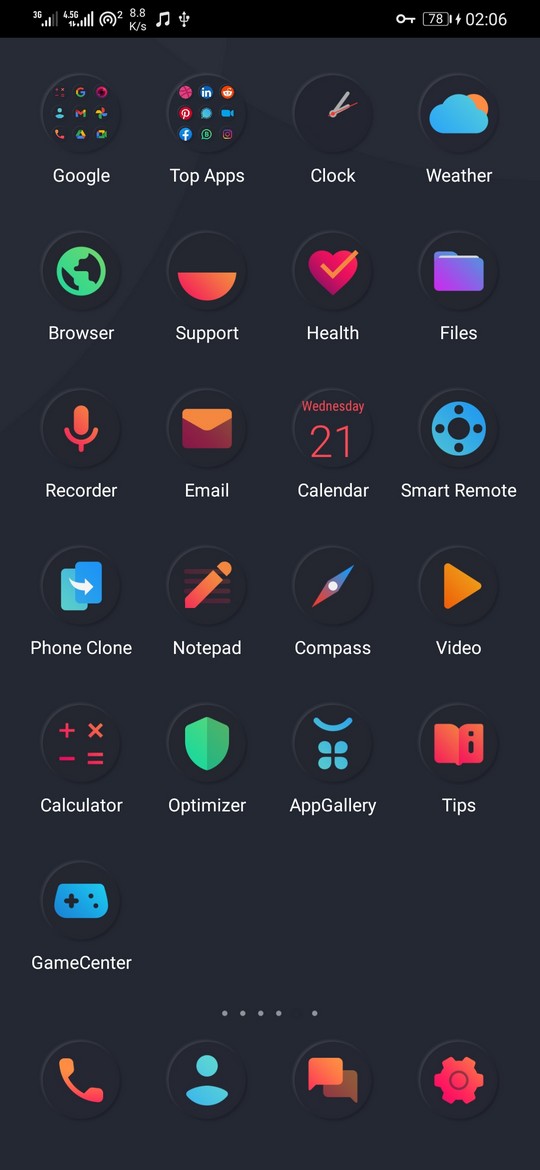 3G 4.5G 2 8.8 K/s 78 02:06
Google Top Apps Clock Weather
Browser Support Health Files
Wednesday
21
Recorder Email Calendar Smart Remote
Phone Clone Notepad Compass Video
Calculator Optimizer AppGallery Tips
GameCenter